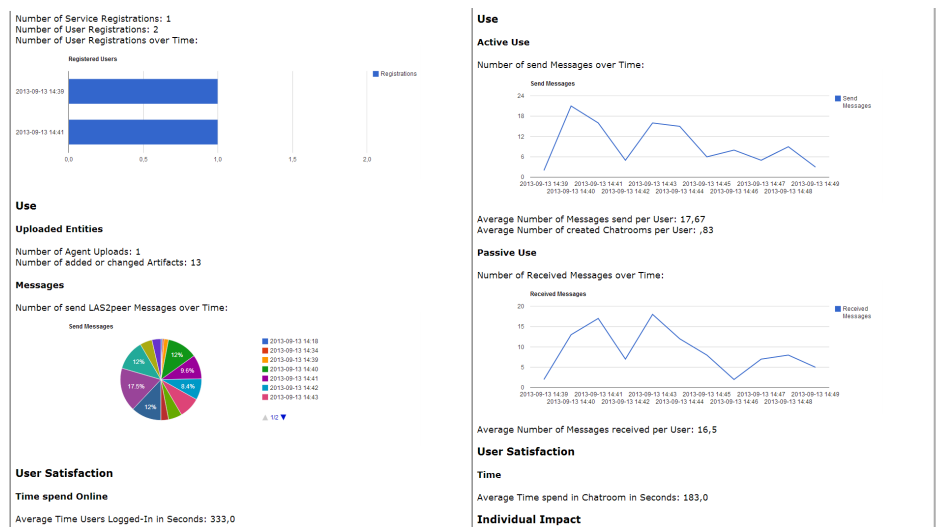 Number of Service Registrations: 1
Number of User Registrations: 2
Number of User Registrations over Time:
Registered Users
Registrations
2013-09-13 14:39
2013-09-13 14:41
0,0 0,5 1,0 1,5 2,0
Use
Uploaded Entities
Number of Agent Uploads: 1
Number of added or changed Artifacts: 13
Messages
Number of send LAS2peer Messages over Time:
Send Messages
12%
9.6%
8.4%
12%
17.5%
12%
2013-09-13 14:18
2013-09-13 14:34
2013-09-13 14:39
2013-09-13 14:40
2013-09-13 14:41
2013-09-13 14:42
2013-09-13 14:43
1/2
User Satisfaction
Time spend Online
Average Time Users Logged-In in Seconds: 333,0
Use
Active Use
Number of send Messages over Time:
Send Messages
24
18
12
6
0
Send
Messages
2013-09-13 14:39 2013-09-13 14:41 2013-09-13 14:43 2013-09-13 14:45 2013-09-13 14:47 2013-09-13 14:49
2013-09-13 14:40 2013-09-13 14:42 2013-09-13 14:44 2013-09-13 14:46 2013-09-13 14:48
Average Number of Messages send per User: 17,67
Average Number of created Chatrooms per User: ,83
Passive Use
Number of Received Messages over Time:
Received Messages
20
15
10
5
0
Received
Messages
2013-09-13 14:39 2013-09-13 14:41 2013-09-13 14:43 2013-09-13 14:45 2013-09-13 14:47 2013-09-13 14:49
2013-09-13 14:40 2013-09-13 14:42 2013-09-13 14:44 2013-09-13 14:46 2013-09-13 14:48
Average Number of Messages received per User: 16,5
User Satisfaction
Time
Average Time spend in Chatroom in Seconds: 183,0
Individual Impact